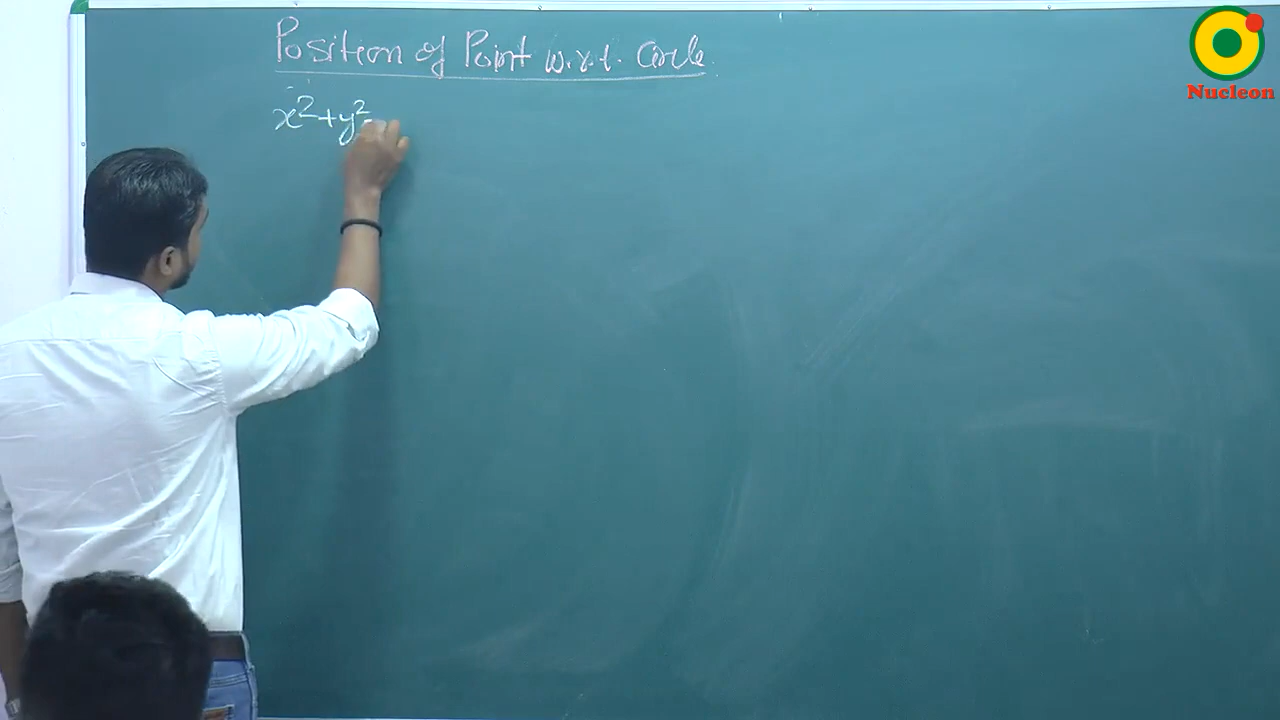 Position of Point w.r.t. Circle
x²+y²
Nucleon